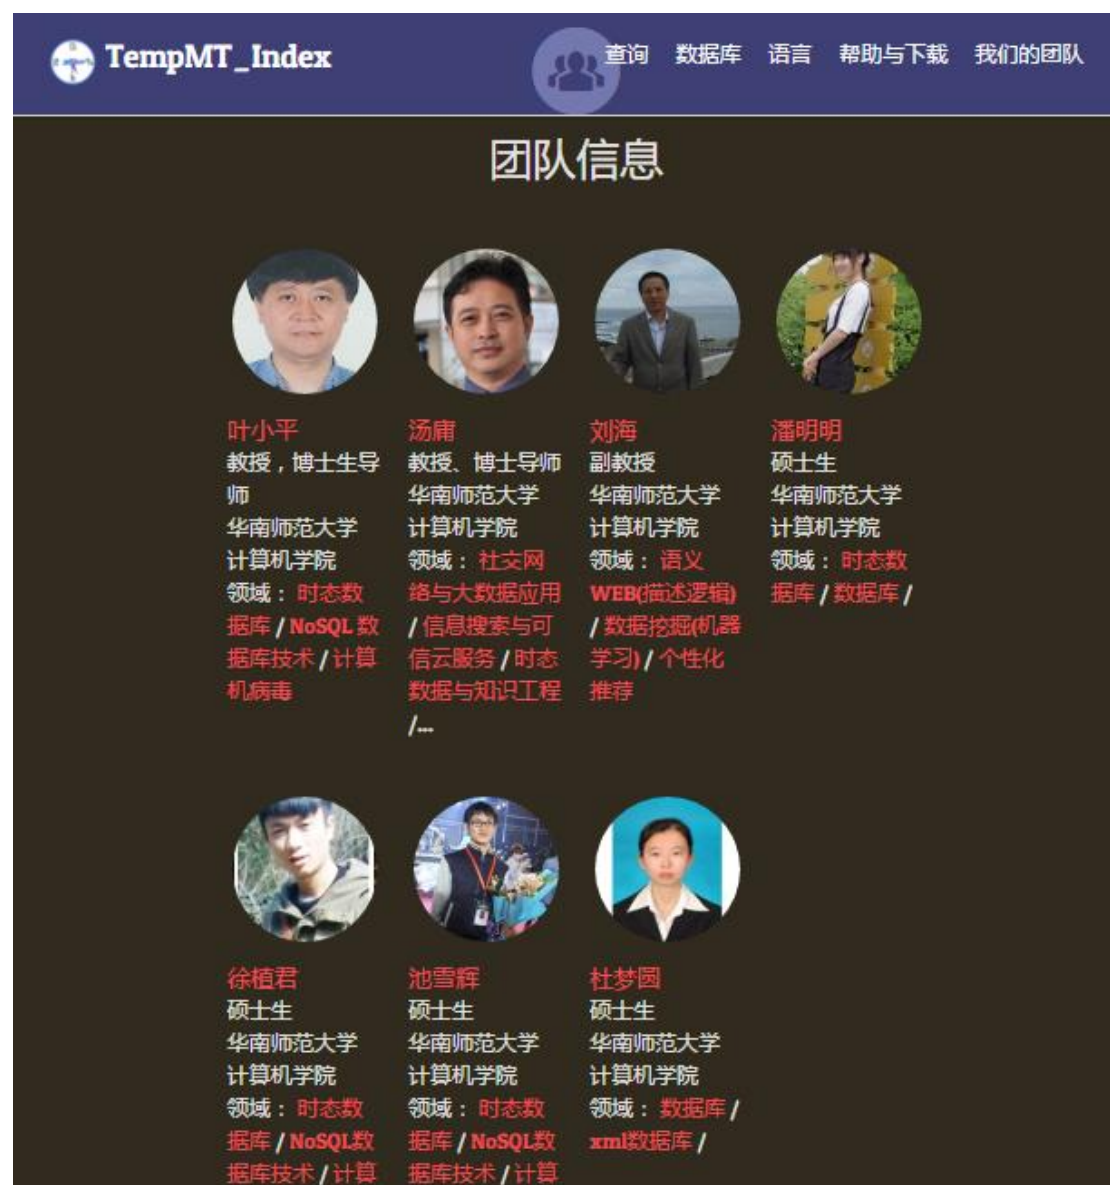 TempMT_Index
查询 数据库 语言 帮助与下载 我们的团队
团队信息
叶小平
教授，博士生导
师
华南师范大学
计算机学院
领域： 时态数
据库 / NoSQL 数
据库技术 / 计算
机病毒
汤庸
教授、博士导师
华南师范大学
计算机学院
领域： 社交网
络与大数据应用
/ 信息搜索与可
信云服务 / 时态
数据与知识工程
/...
刘海
副教授
华南师范大学
计算机学院
领域： 语义
WEB(描述逻辑)
/ 数据挖掘(机器
学习) / 个性化
推荐
潘明明
硕士生
华南师范大学
计算机学院
领域： 时态数
据库 / 数据库 /
徐植君
硕士生
华南师范大学
计算机学院
领域： 时态数
据库 / NoSQL数
据库技术 / 计算
池雪辉
硕士生
华南师范大学
计算机学院
领域： 时态数
据库 / NoSQL数
据库技术 / 计算
杜梦圆
硕士生
华南师范大学
计算机学院
领域： 数据库 /
xml数据库 /